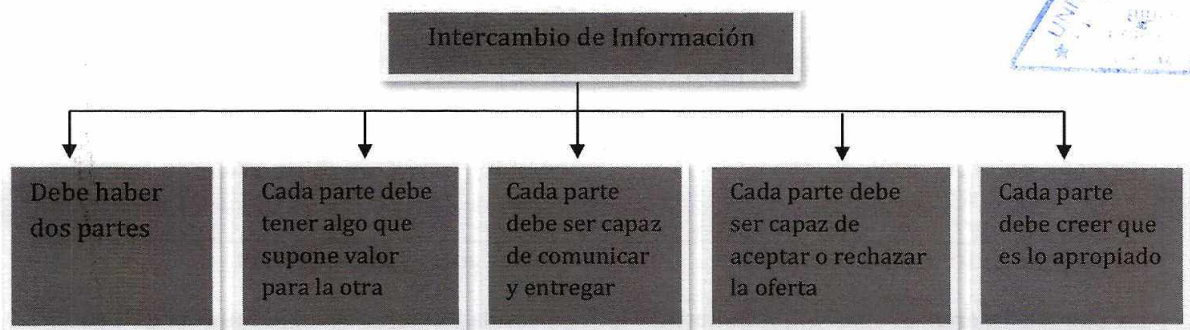 Intercambio de Información
Debe haber
dos partes
Cada parte debe
tener algo que
supone valor
para la otra
Cada parte
debe ser capaz
de comunicar
y entregar
Cada parte debe
ser capaz de
aceptar o rechazar
la oferta
Cada parte
debe creer que
es lo apropiado
UNI